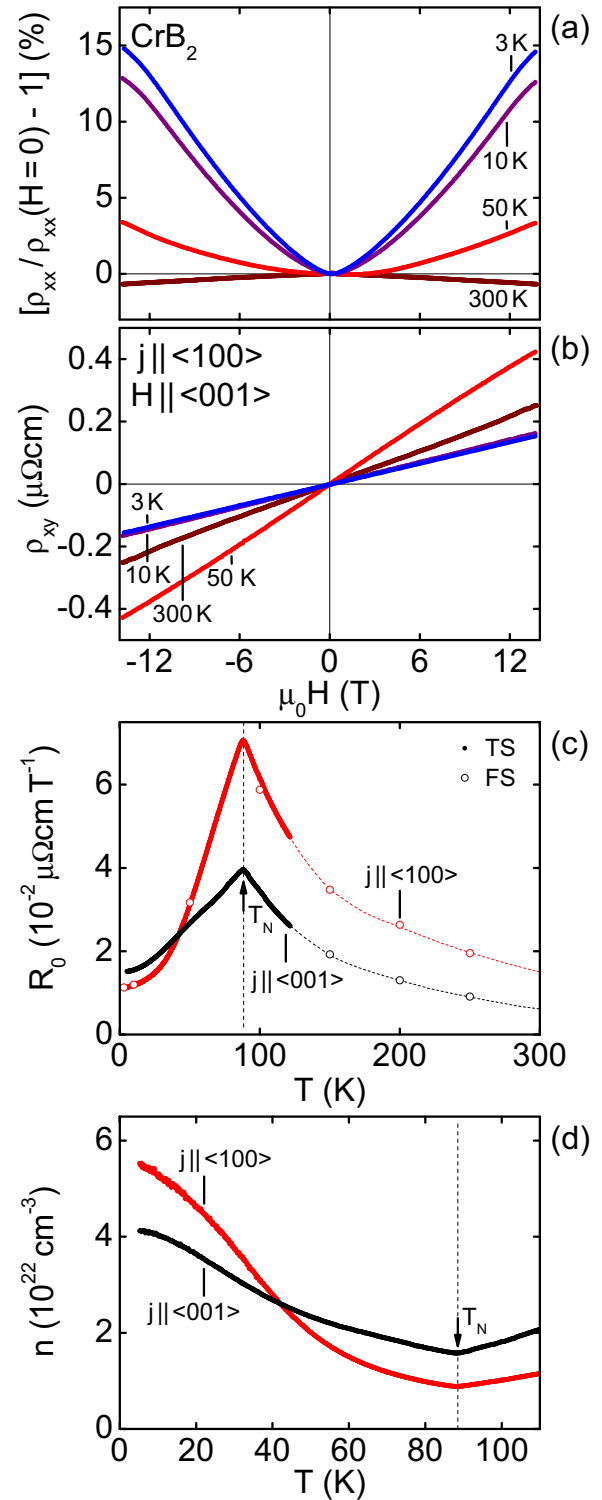 (a)
CrB₂
[ρxx / ρxx(H = 0) - 1] (%)
15
10
5
0
3 K
10 K
50 K
300 K
(b)
j || <100>
H || <001>
ρxy (μΩcm)
0.4
0.2
0
-0.2
-0.4
3 K
10 K
300 K
50 K
-12
-6
0
6
12
μ₀H (T)
(c)
TS
FS
R₀ (10⁻² μΩcm T⁻¹)
6
4
2
0
j || <100>
T_N
j || <001>
0
100
200
300
T (K)
(d)
n (10²² cm⁻³)
6
4
2
0
j || <100>
j || <001>
T_N
0
20
40
60
80
100
T (K)